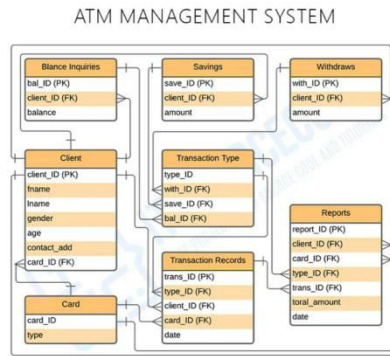 ATM MANAGEMENT SYSTEM
Blance Inquiries
bal_ID (PK)
client_ID (FK)
balance
Savings
save_ID (PK)
client_ID (FK)
amount
Withdraws
with_ID (PK)
client_ID (FK)
amount
Client
client_ID (PK)
fname
lname
gender
age
contact_add
card_ID (FK)
Transaction Type
type_ID
with_ID (FK)
save_ID (FK)
bal_ID (FK)
Reports
report_ID (PK)
client_ID (FK)
card_ID (FK)
type_ID (FK)
trans_ID (FK)
toral_amount
date
Transaction Records
trans_ID (PK)
type_ID (FK)
client_ID (FK)
card_ID (FK)
date
Card
card_ID
type